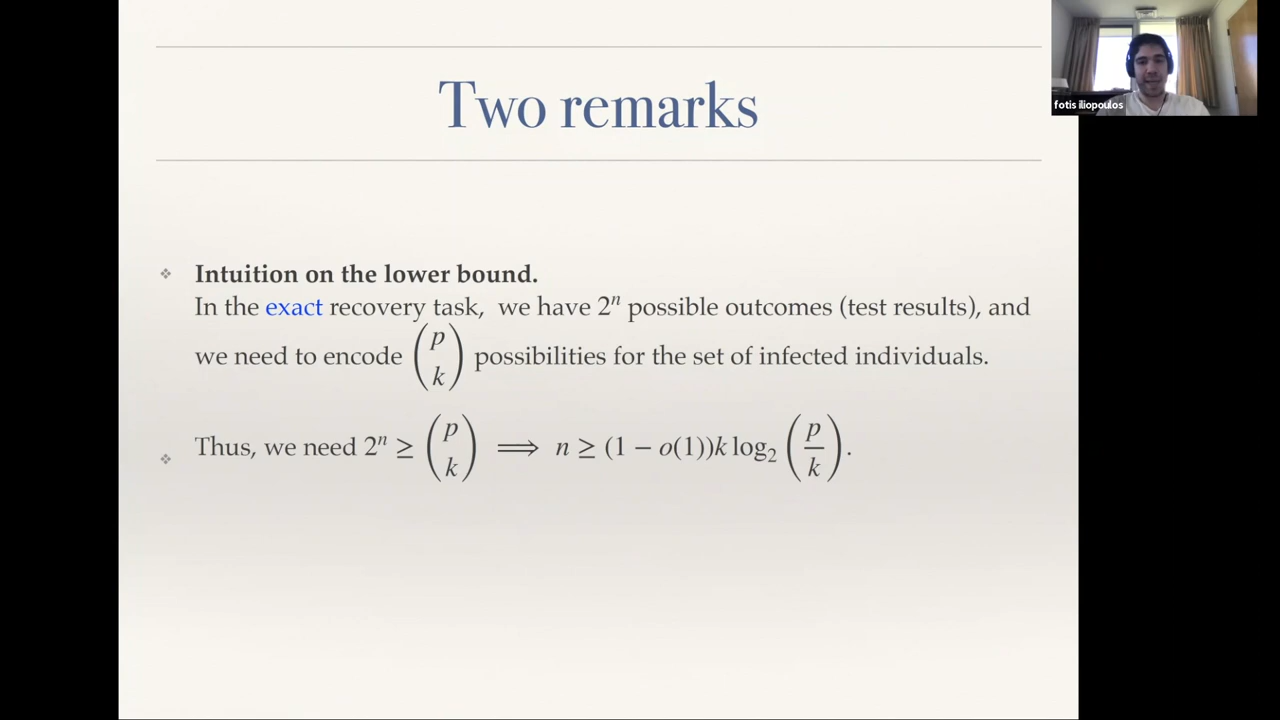 Two remarks
fotis iliopoulos
❖ Intuition on the lower bound.
In the exact recovery task, we have 2^n possible outcomes (test results), and
we need to encode (p k) possibilities for the set of infected individuals.
❖ Thus, we need 2^n ≥ (p k) ⟹ n ≥ (1 − o(1))k log₂ (p/k).